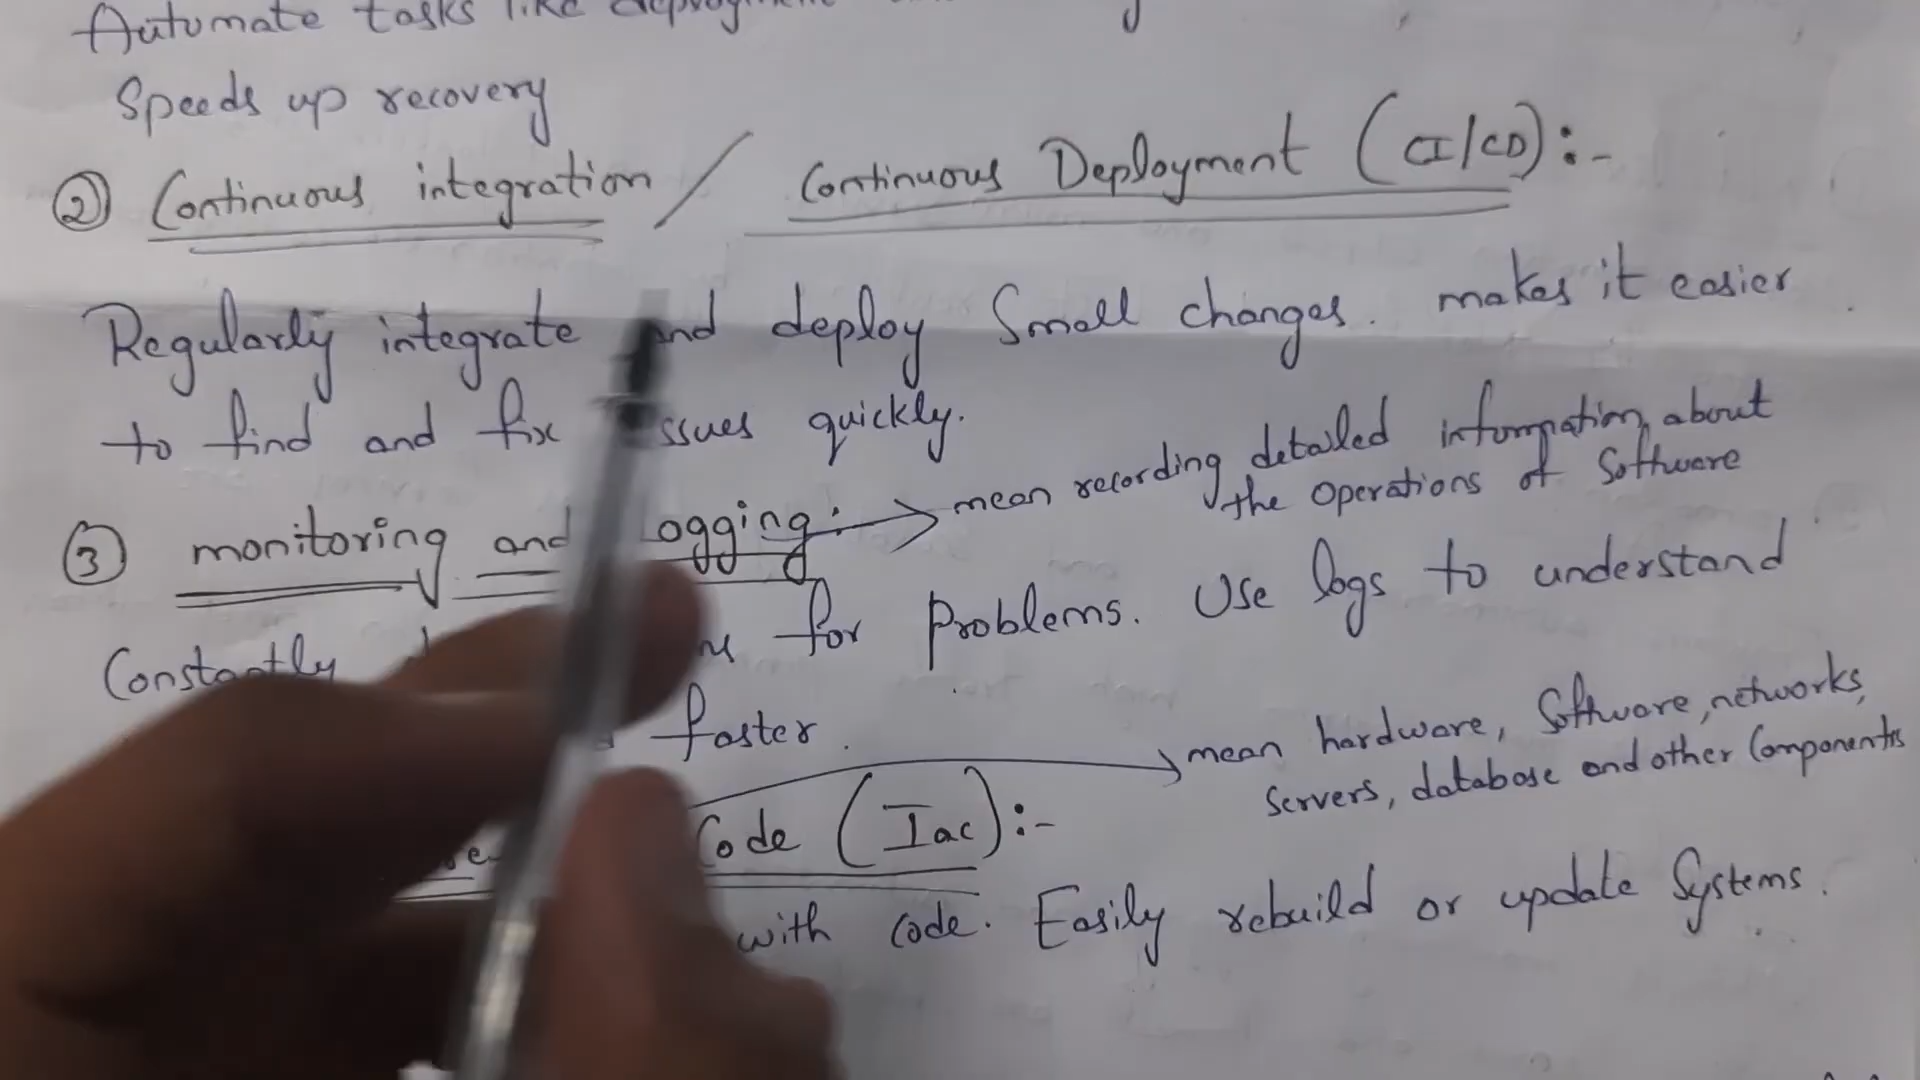 Automate tasks like deployment
Speeds up recovery
② Continuous integration / Continuous Deployment (CI/CD):-
Regularly integrate and deploy Small changes. makes it easier
to find and fix issues quickly.
③ monitoring and Logging: → mean recording detailed information about
the operations of Software
Constantly for Problems. Use logs to understand
faster.
→ mean hardware, Software, networks,
Servers, database and other Components
Code (Iac):-
with code. Easily rebuild or update Systems.